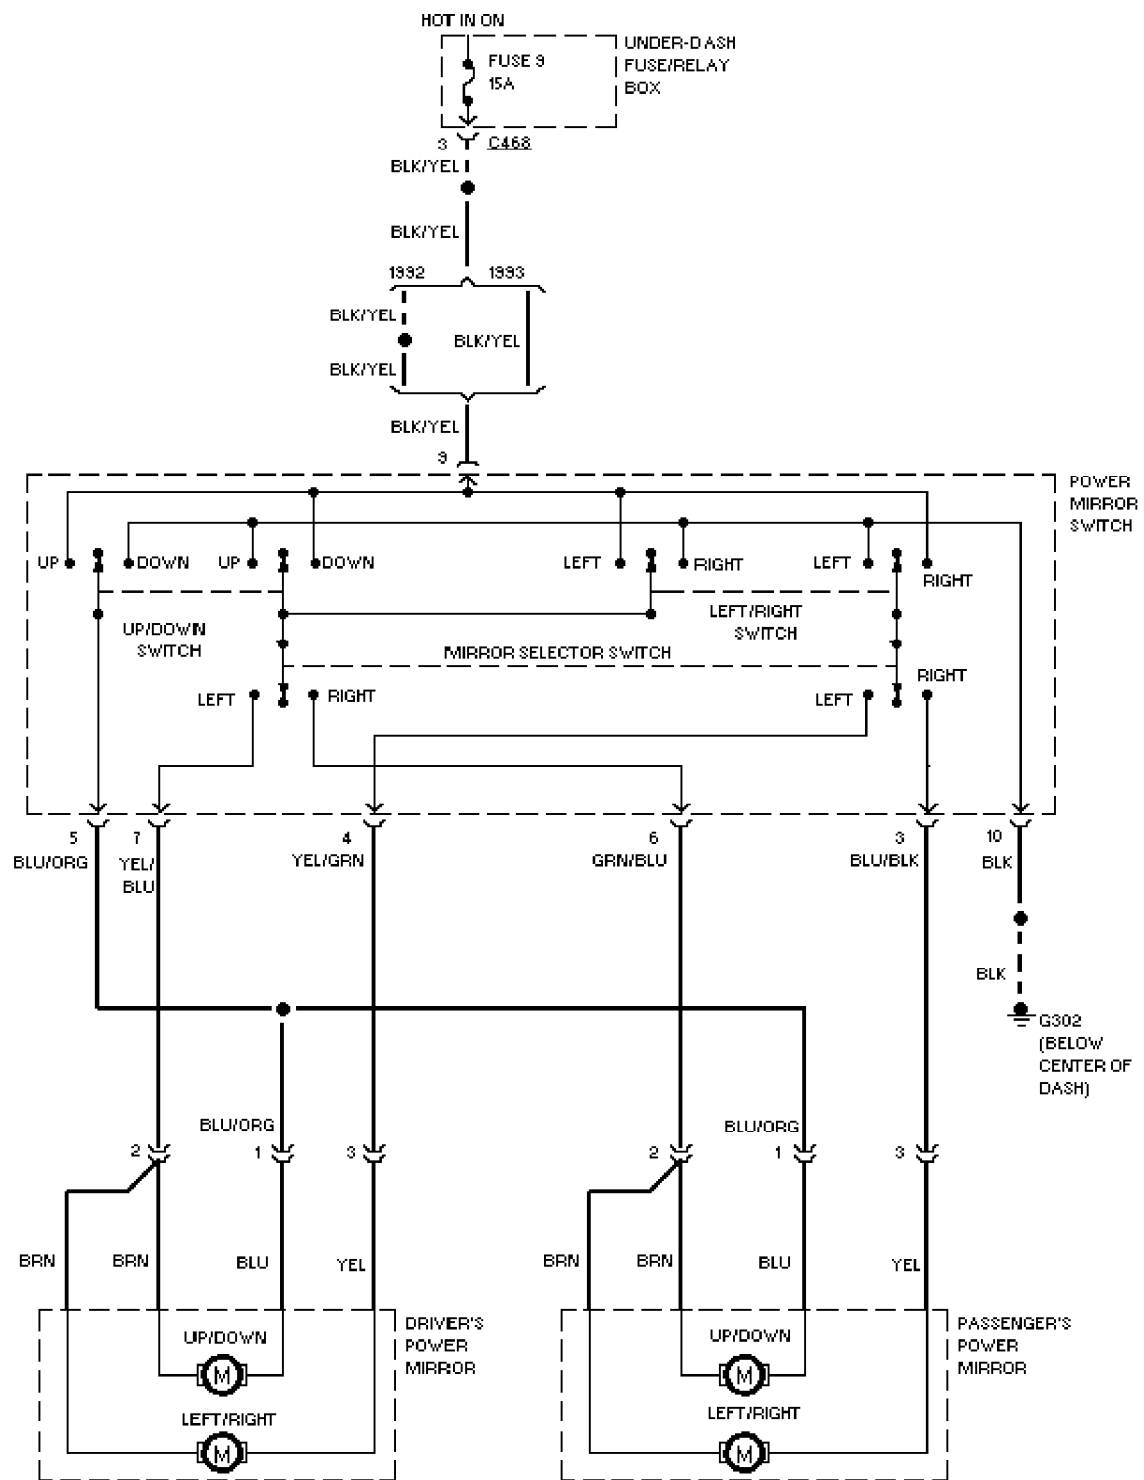 HOT IN ON
FUSE 9
15A
UNDER-DASH
FUSE/RELAY
BOX
3
C468
BLK/YEL
BLK/YEL
1992
1993
BLK/YEL
BLK/YEL
BLK/YEL
BLK/YEL
9
POWER
MIRROR
SWITCH
UP
DOWN
UP
DOWN
LEFT
RIGHT
LEFT
RIGHT
UP/DOWN
SWITCH
LEFT/RIGHT
SWITCH
MIRROR SELECTOR SWITCH
LEFT
RIGHT
LEFT
RIGHT
5
7
4
6
3
10
BLU/ORG
YEL/
BLU
YEL/GRN
GRN/BLU
BLU/BLK
BLK
BLK
G302
(BELOW
CENTER OF
DASH)
BLU/ORG
BLU/ORG
2
1
3
2
1
3
BRN
BRN
BLU
YEL
BRN
BRN
BLU
YEL
UP/DOWN
M
LEFT/RIGHT
M
DRIVER'S
POWER
MIRROR
UP/DOWN
M
LEFT/RIGHT
M
PASSENGER'S
POWER
MIRROR